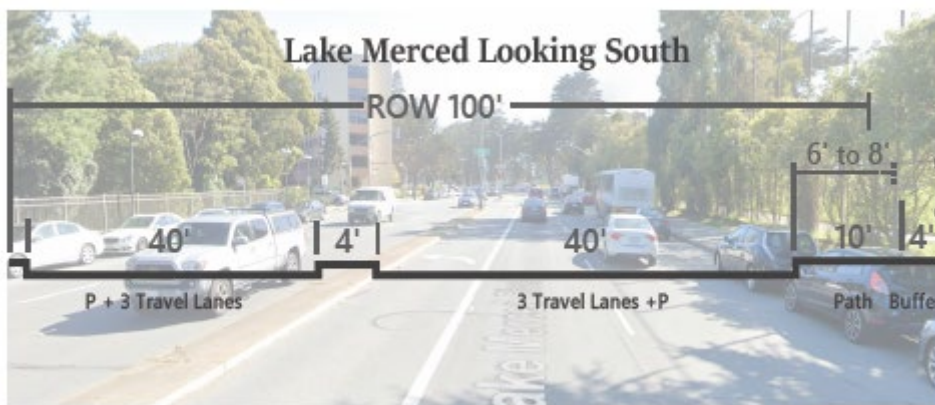 Lake Merced Looking South
ROW 100'
6' to 8'
40' 4' 40' 10' 4'
P + 3 Travel Lanes 3 Travel Lanes +P Path Buffe